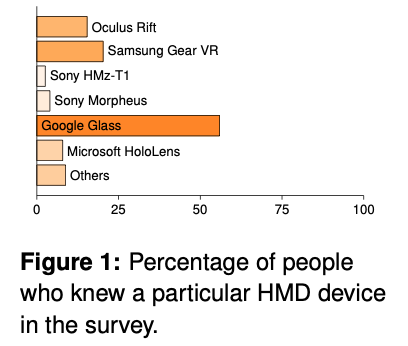 Oculus Rift
Samsung Gear VR
Sony HMz-T1
Sony Morpheus
Google Glass
Microsoft HoloLens
Others
0 25 50 75 100
Figure 1: Percentage of people
who knew a particular HMD device
in the survey.